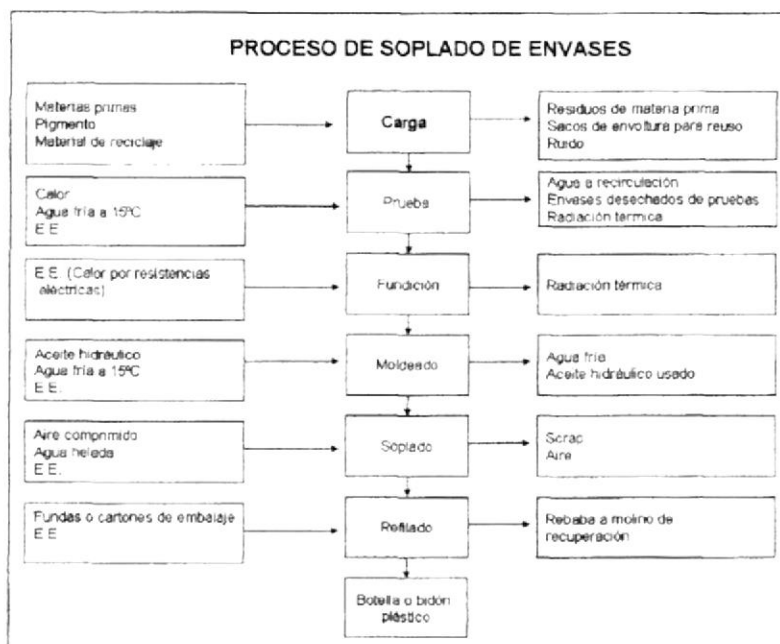 PROCESO DE SOPLADO DE ENVASES
Materias primas
Pigmento
Material de reciclaje
Carga
Residuos de materia prima
Sacos de envoltura para reuso
Ruido
Calor
Agua fría a 15ºC
E.E.
Prueba
Agua a recirculación
Envases desechados de pruebas
Radiación térmica
E.E. (Calor por resistencias
eléctricas)
Fundición
Radiación térmica
Aceite hidráulico
Agua fría a 15ºC
E.E.
Moldeado
Agua fría
Aceite hidráulico usado
Aire comprimido
Agua helada
E.E.
Soplado
Scrap
Aire
Fundas o cartones de embalaje
E.E.
Refilado
Rebaba a molino de
recuperación
Botella o bidón
plástico